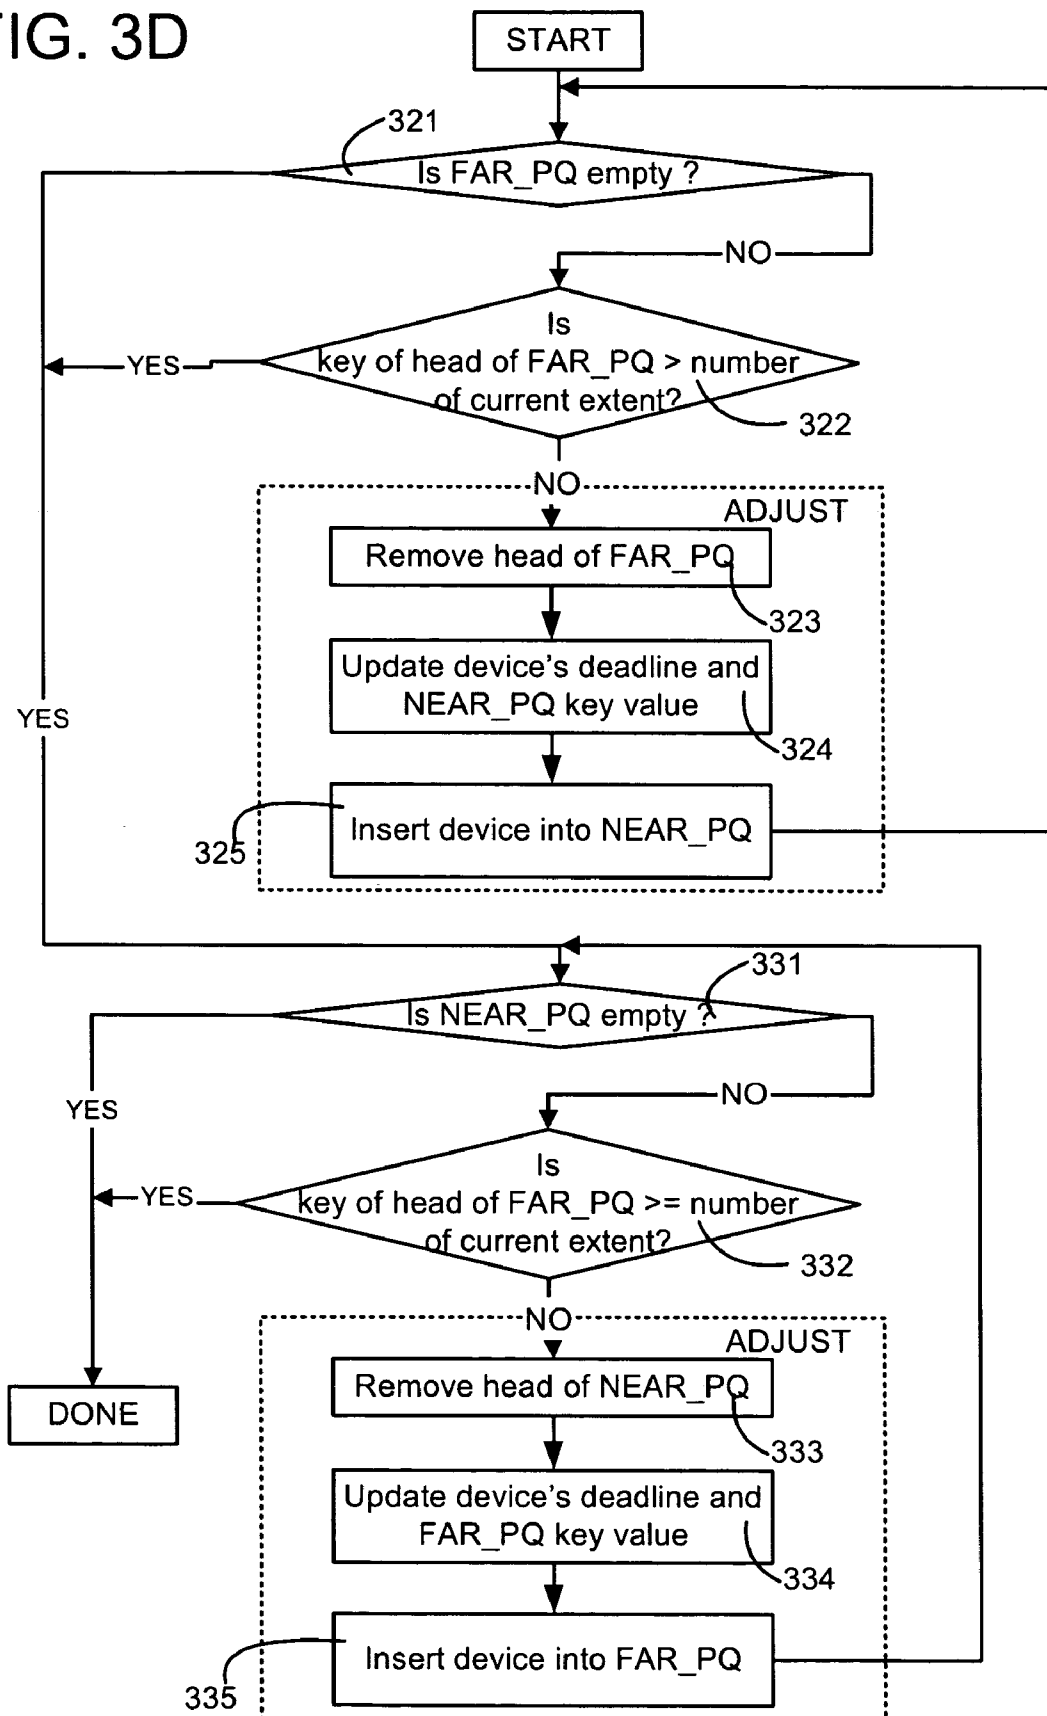 FIG. 3D
START
321
Is FAR_PQ empty ?
NO
Is
key of head of FAR_PQ > number
of current extent?
YES
322
NO
ADJUST
Remove head of FAR_PQ
323
Update device's deadline and
NEAR_PQ key value
YES
324
Insert device into NEAR_PQ
325
331
Is NEAR_PQ empty ?
NO
YES
Is
key of head of FAR_PQ >= number
of current extent?
YES
332
NO
ADJUST
Remove head of NEAR_PQ
DONE
333
Update device's deadline and
FAR_PQ key value
334
Insert device into FAR_PQ
335